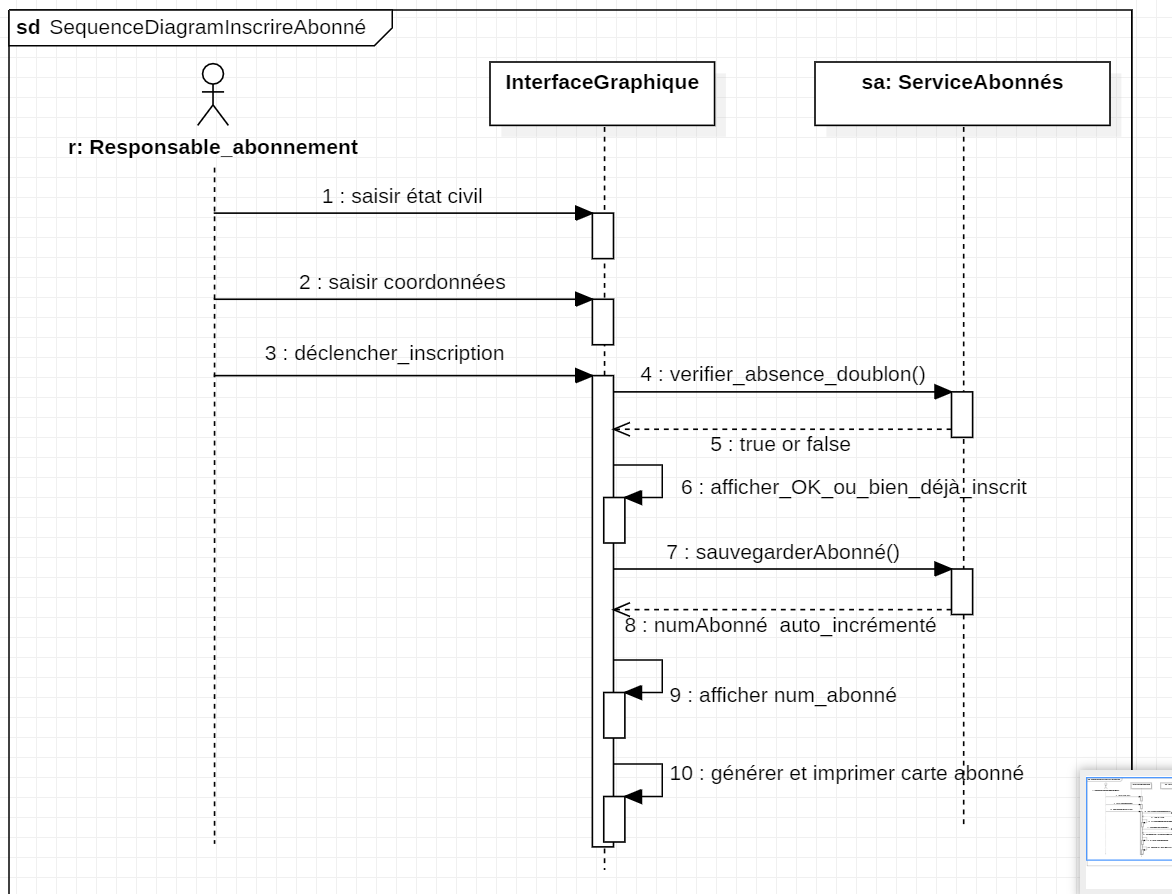 sd SequenceDiagramInscrireAbonné
InterfaceGraphique
sa: ServiceAbonnés
r: Responsable_abonnement
1 : saisir état civil
2 : saisir coordonnées
3 : déclencher_inscription
4 : verifier_absence_doublon()
5 : true or false
6 : afficher_OK_ou_bien_déjà_inscrit
7 : sauvegarderAbonné()
8 : numAbonné auto_incrémenté
9 : afficher num_abonné
10 : générer et imprimer carte abonné